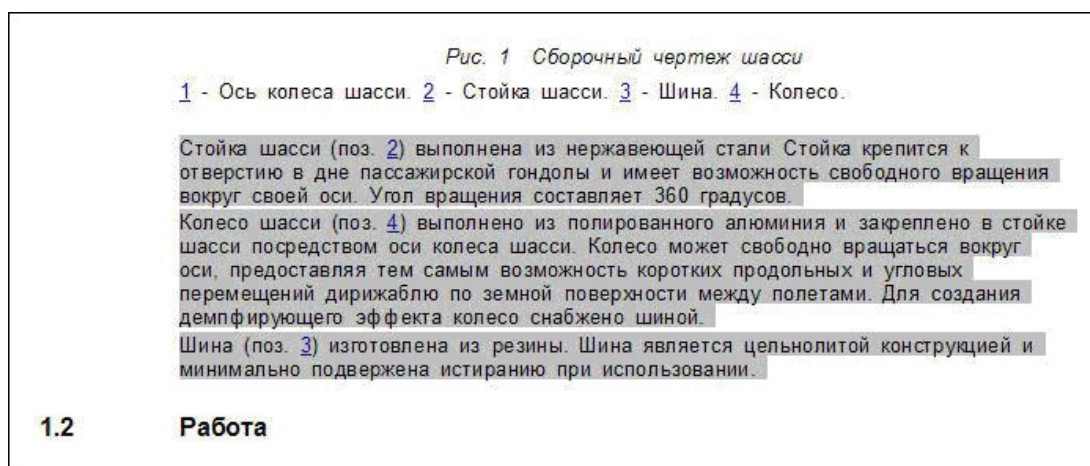 Рис. 1 Сборочный чертеж шасси
1 - Ось колеса шасси. 2 - Стойка шасси. 3 - Шина. 4 - Колесо.
Стойка шасси (поз. 2) выполнена из нержавеющей стали Стойка крепится к
отверстию в дне пассажирской гондолы и имеет возможность свободного вращения
вокруг своей оси. Угол вращения составляет 360 градусов.
Колесо шасси (поз. 4) выполнено из полированного алюминия и закреплено в стойке
шасси посредством оси колеса шасси. Колесо может свободно вращаться вокруг
оси, предоставляя тем самым возможность коротких продольных и угловых
перемещений дирижаблю по земной поверхности между полетами. Для создания
демпфирующего эффекта колесо снабжено шиной.
Шина (поз. 3) изготовлена из резины. Шина является цельнолитой конструкцией и
минимально подвержена истиранию при использовании.
1.2 Работа